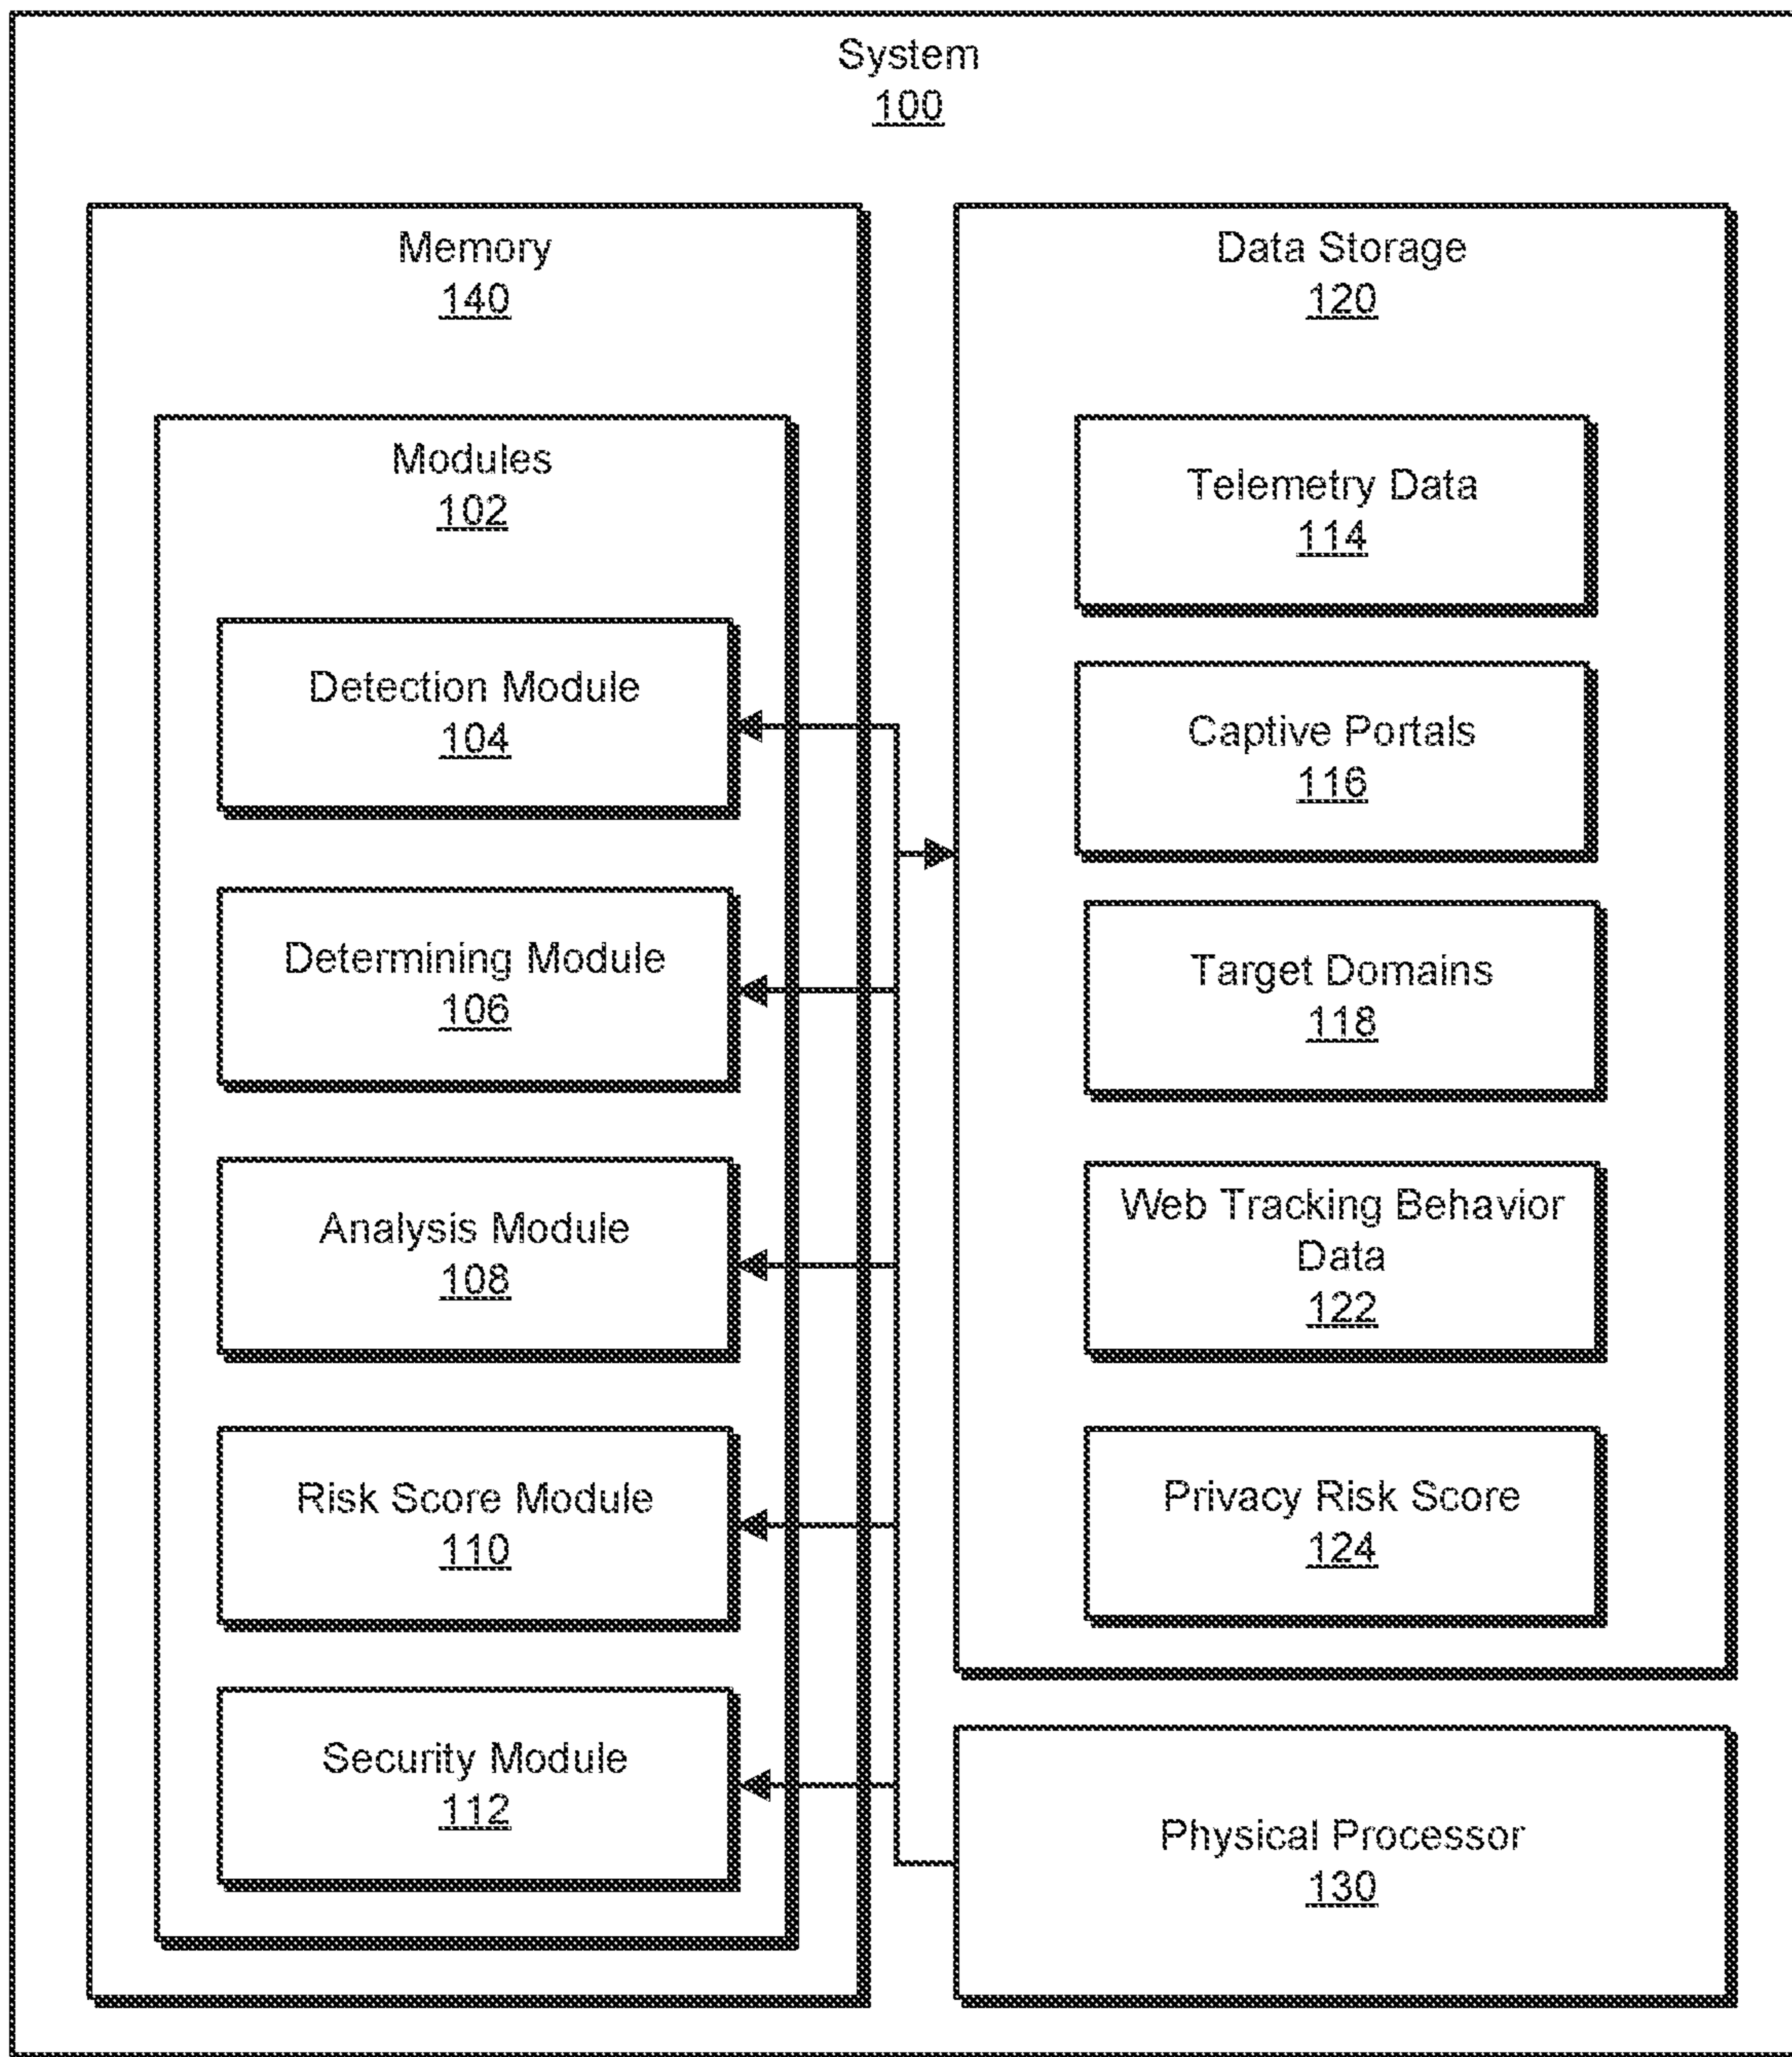 System
100
Memory
140
Modules
102
Detection Module
104
Determining Module
106
Analysis Module
108
Risk Score Module
110
Security Module
112
Data Storage
120
Telemetry Data
114
Captive Portals
116
Target Domains
118
Web Tracking Behavior
Data
122
Privacy Risk Score
124
Physical Processor
130